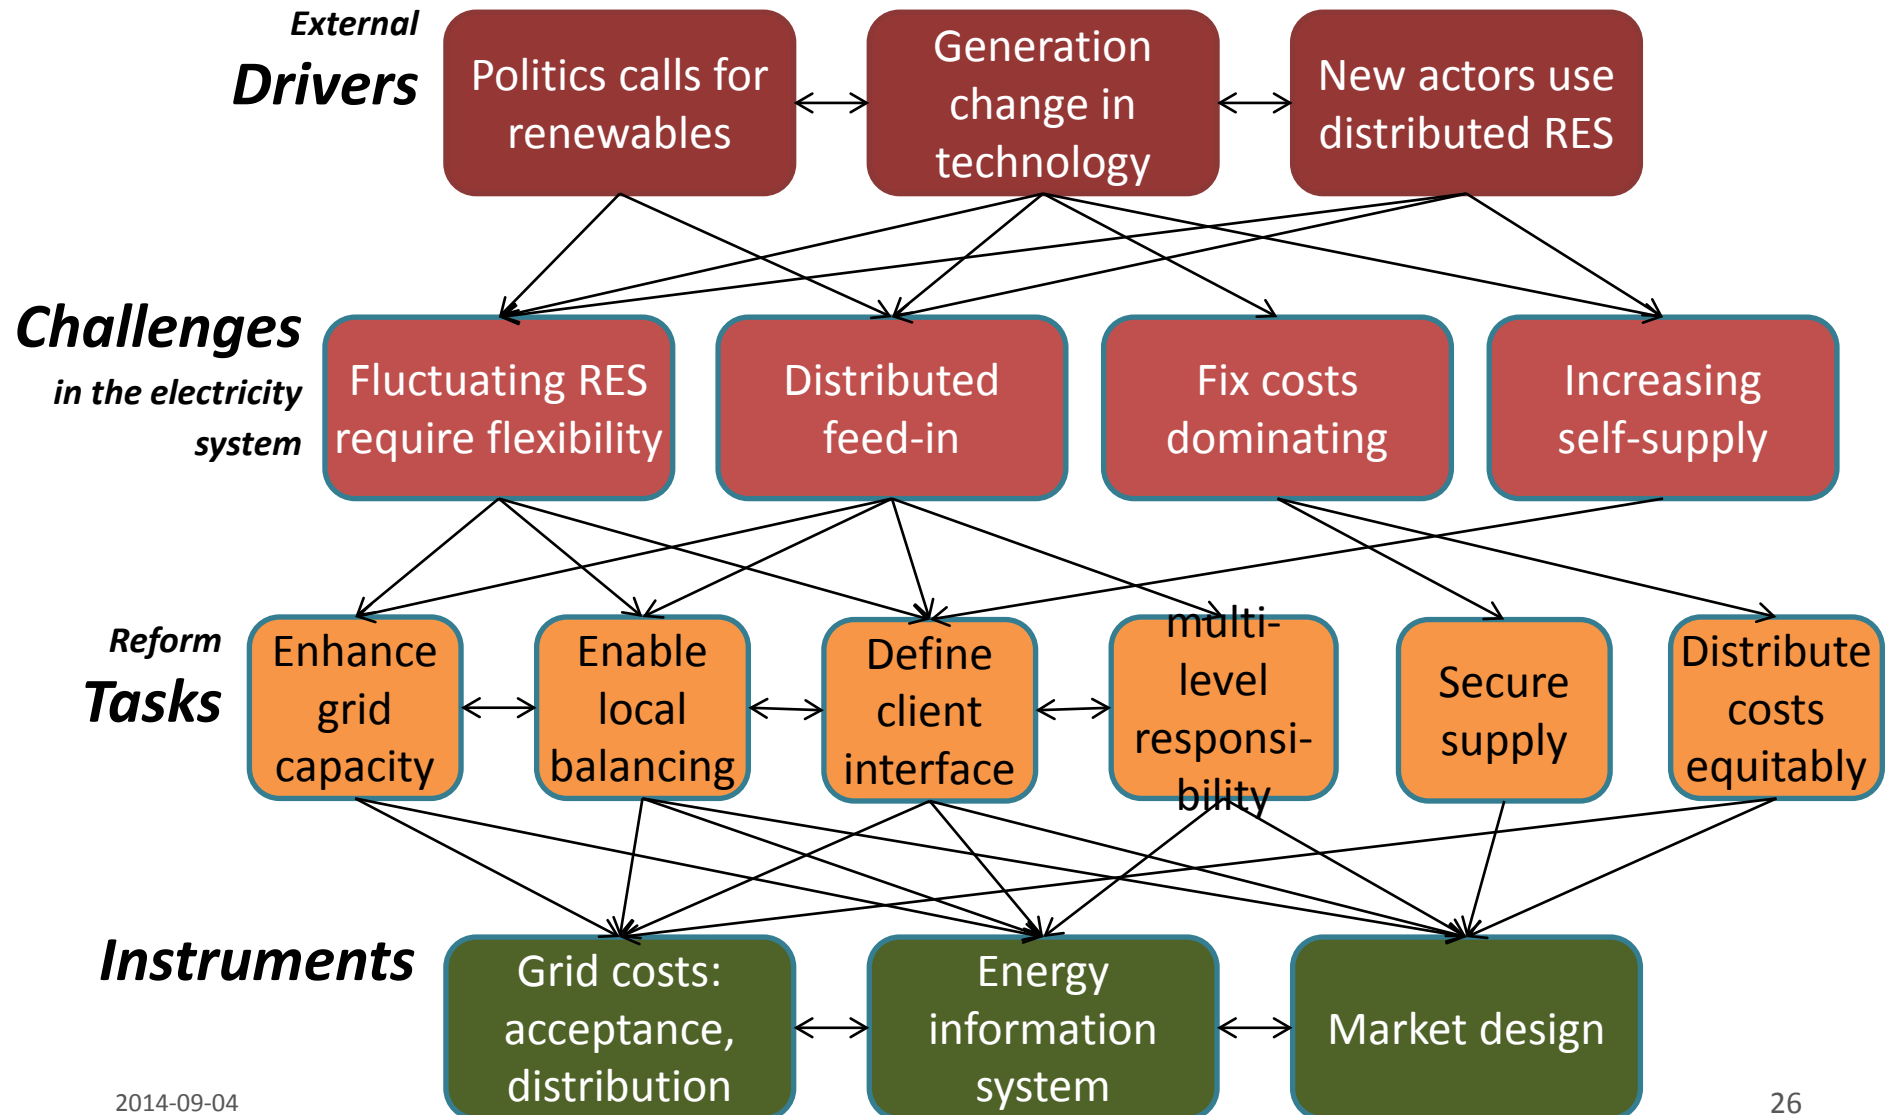 External
Drivers
Politics calls for
renewables
Generation
change in
technology
New actors use
distributed RES
Challenges
in the electricity
system
Fluctuating RES
require flexibility
Distributed
feed-in
Fix costs
dominating
Increasing
self-supply
Reform
Tasks
Enhance
grid
capacity
Enable
local
balancing
Define
client
interface
multi-
level
responsi-
bility
Secure
supply
Distribute
costs
equitably
Instruments
Grid costs:
acceptance,
distribution
Energy
information
system
Market design
2014-09-04
26